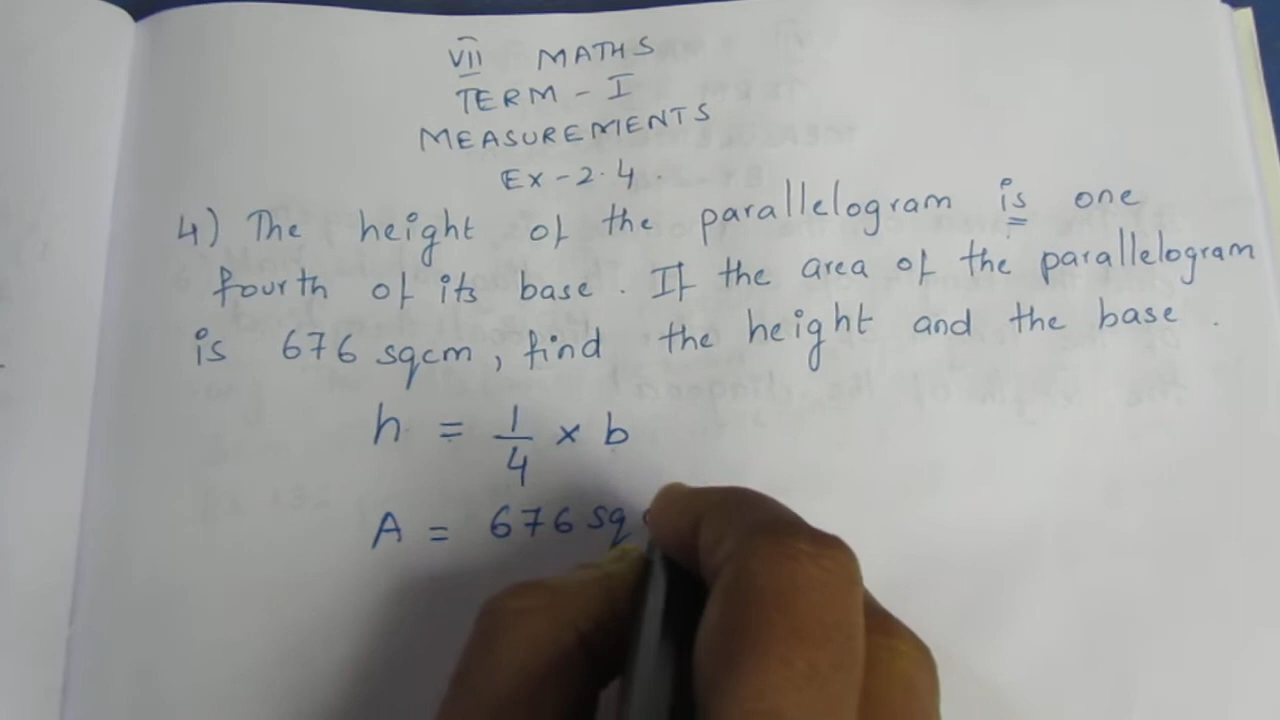 VII MATHS
TERM - I
MEASUREMENTS
Ex - 2.4.
4) The height of the parallelogram is one
fourth of its base. If the area of the parallelogram
is 676 sqcm, find the height and the base.
h = 1/4 × b
A = 676 sq